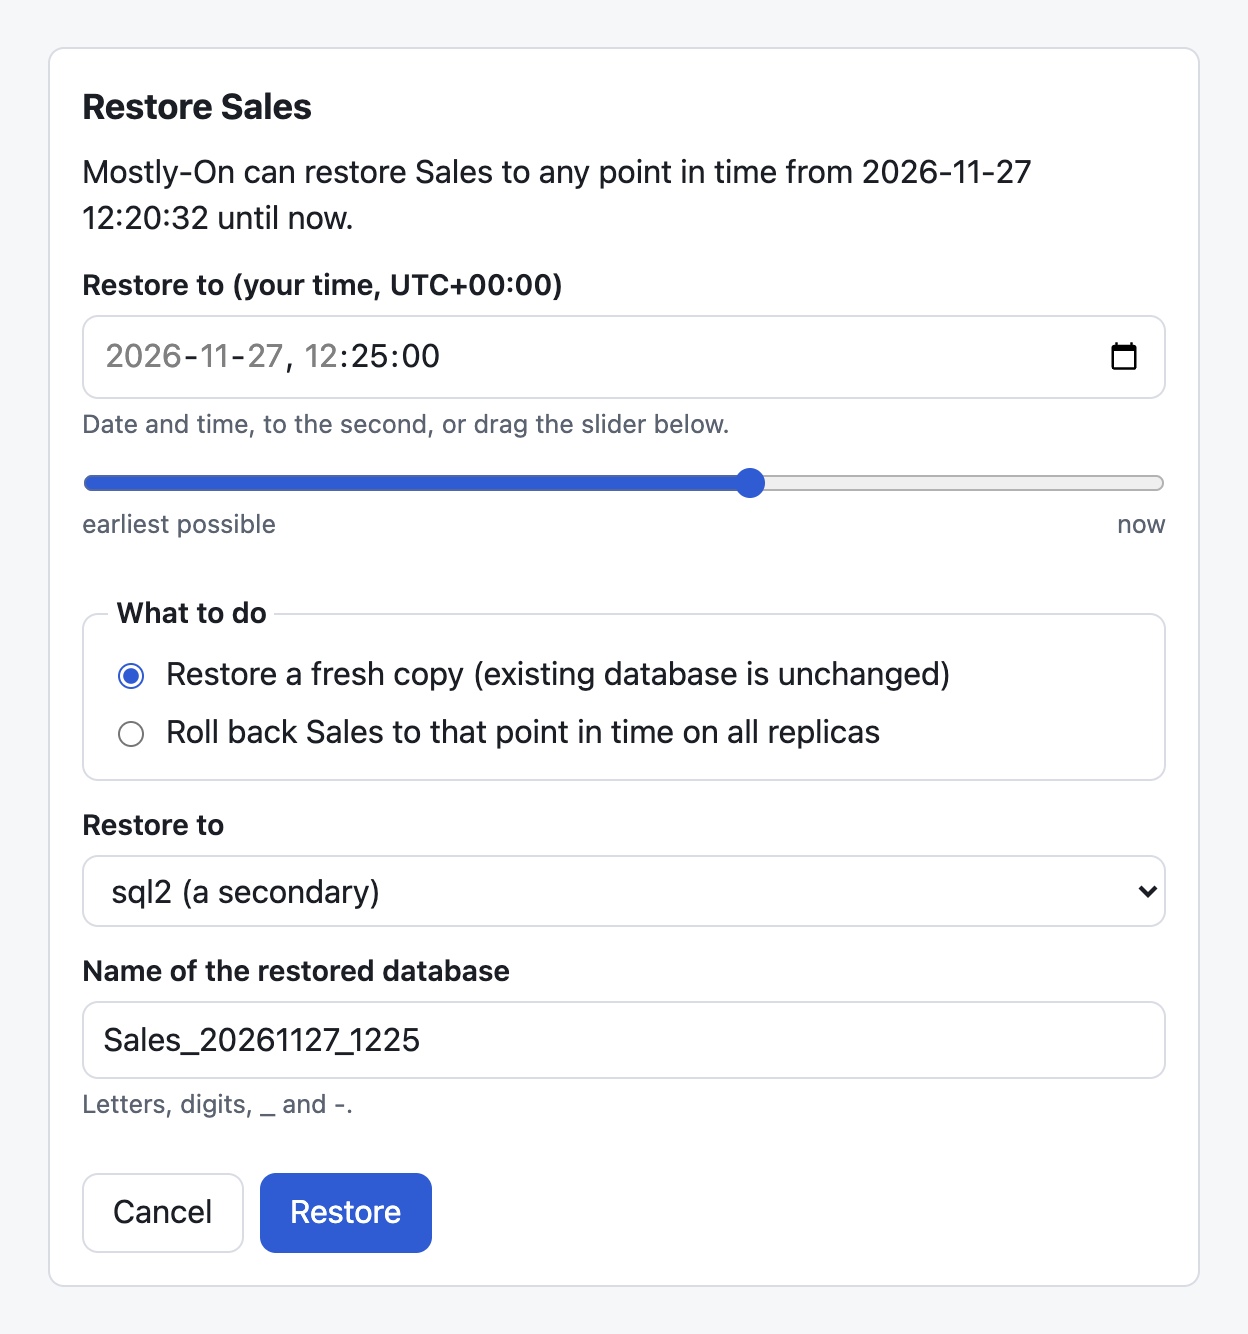 Restore Sales
Mostly-On can restore Sales to any point in time from 2026-11-27
12:20:32 until now.
Restore to (your time, UTC+00:00)
2026-11-27, 12:25:00
Date and time, to the second, or drag the slider below.
earliest possible
now
What to do
Restore a fresh copy (existing database is unchanged)
Roll back Sales to that point in time on all replicas
Restore to
sql2 (a secondary)
Name of the restored database
Sales_20261127_1225
Letters, digits, _ and -.
Cancel
Restore